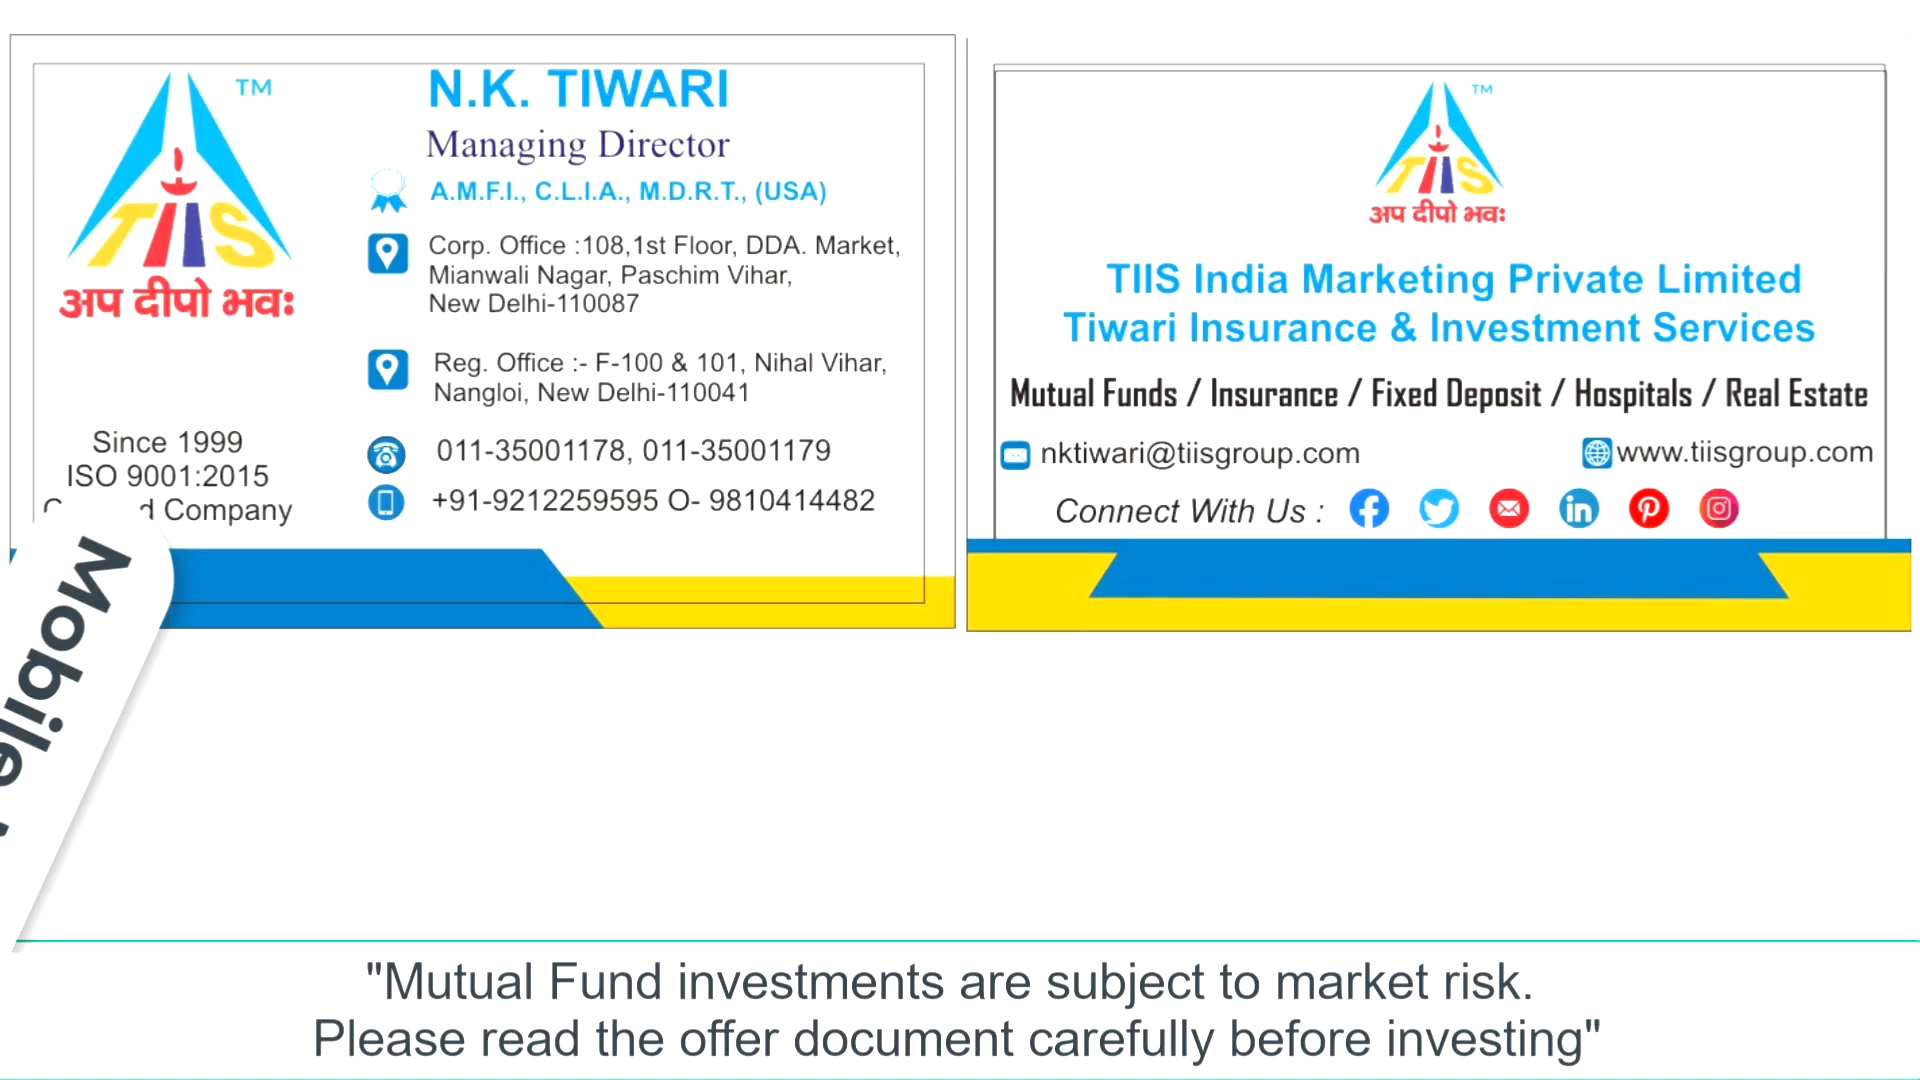 TM
TIIS
अप दीपो भवः
Since 1999
ISO 9001:2015
Company
N.K. TIWARI
Managing Director
A.M.F.I., C.L.I.A., M.D.R.T., (USA)
Corp. Office :108,1st Floor, DDA. Market,
Mianwali Nagar, Paschim Vihar,
New Delhi-110087
Reg. Office :- F-100 & 101, Nihal Vihar,
Nangloi, New Delhi-110041
011-35001178, 011-35001179
+91-9212259595 O- 9810414482
TM
TIIS
अप दीपो भवः
TIIS India Marketing Private Limited
Tiwari Insurance & Investment Services
Mutual Funds / Insurance / Fixed Deposit / Hospitals / Real Estate
nktiwari@tiisgroup.com
www.tiisgroup.com
Connect With Us :
Mobile
"Mutual Fund investments are subject to market risk.
Please read the offer document carefully before investing"